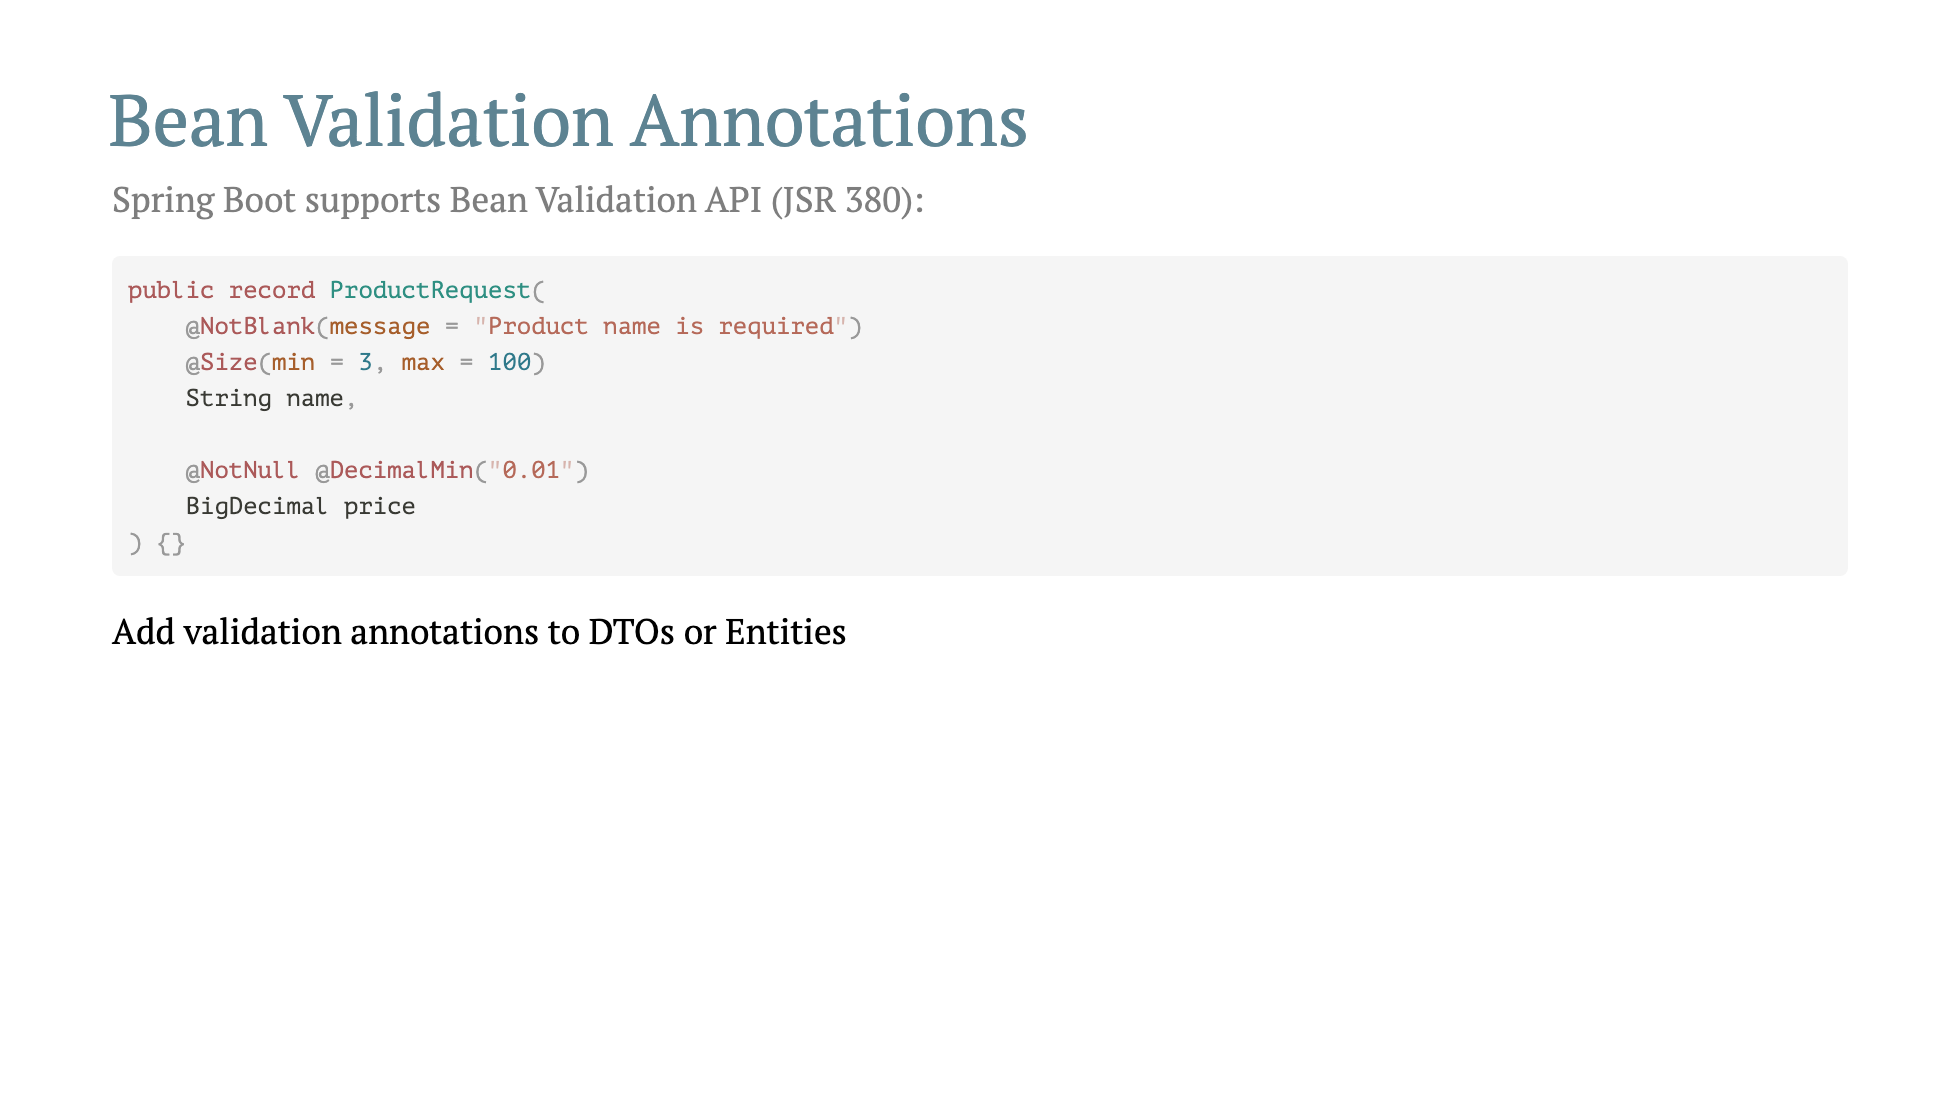 Bean Validation Annotations
Spring Boot supports Bean Validation API (JSR 380):
public record ProductRequest(
    @NotBlank(message = "Product name is required")
    @Size(min = 3, max = 100)
    String name,

    @NotNull @DecimalMin("0.01")
    BigDecimal price
) {}
Add validation annotations to DTOs or Entities